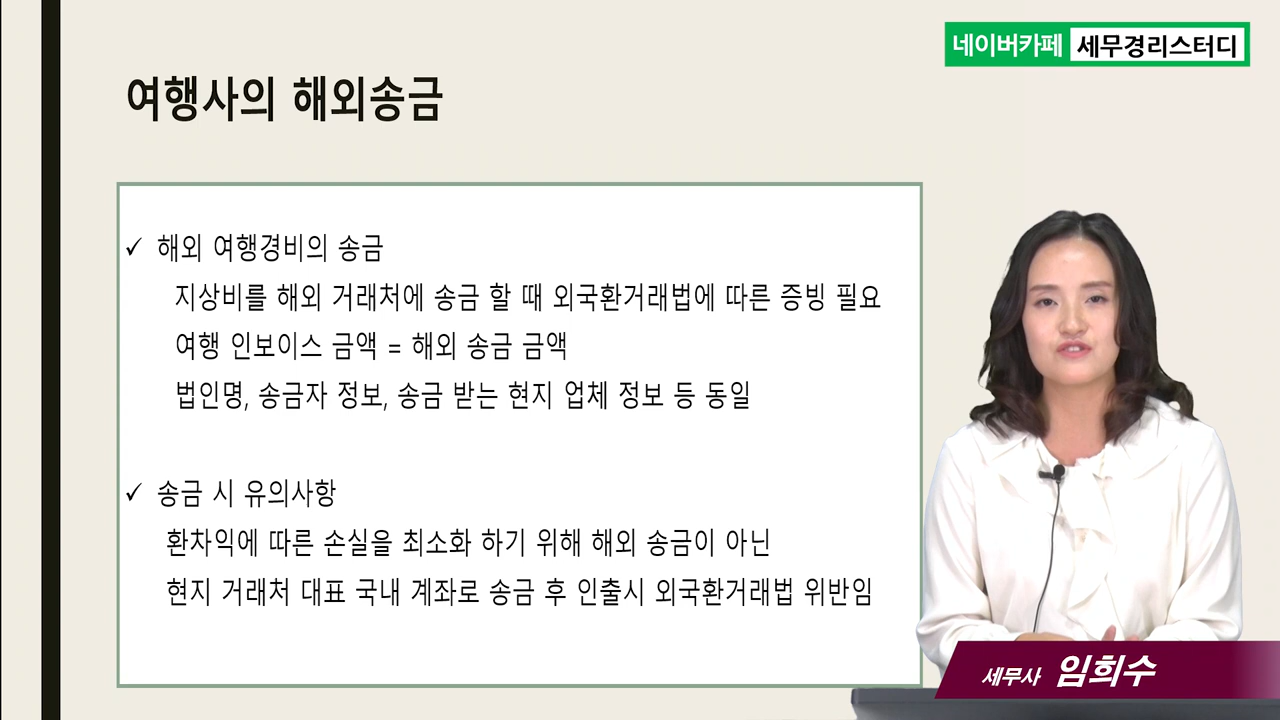 네이버카페 세무경리스터디
여행사의 해외송금
✓ 해외 여행경비의 송금
지상비를 해외 거래처에 송금 할 때 외국환거래법에 따른 증빙 필요
여행 인보이스 금액 = 해외 송금 금액
법인명, 송금자 정보, 송금 받는 현지 업체 정보 등 동일
✓ 송금 시 유의사항
환차익에 따른 손실을 최소화 하기 위해 해외 송금이 아닌
현지 거래처 대표 국내 계좌로 송금 후 인출시 외국환거래법 위반임
세무사 임희수